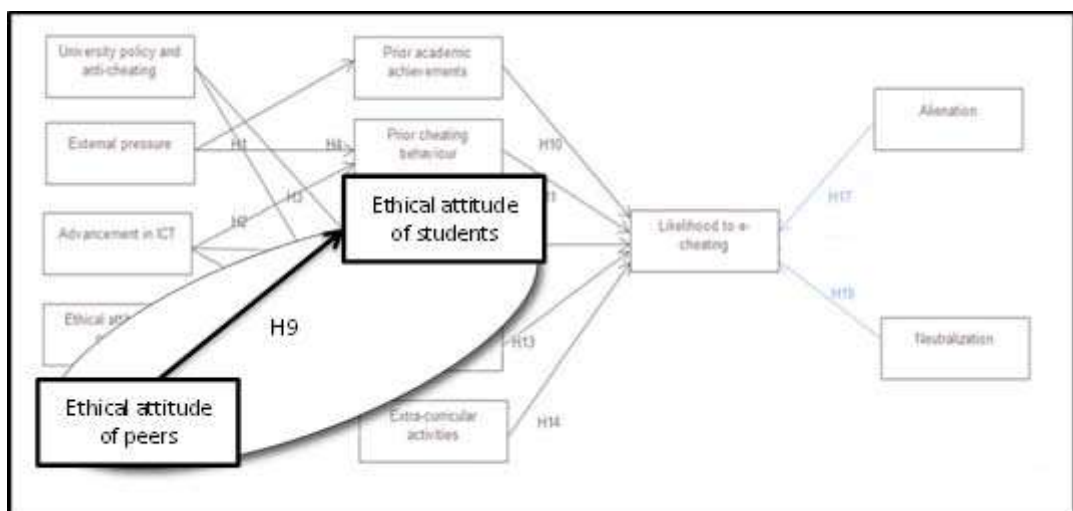 University policy and
anti-cheating
Prior academic
achievements
Alienation
External pressure
H1
H4
Prior cheating
behaviour
H10
H3
H2
Ethical attitude
of students
H17
Advancement in ICT
Likelihood to e-
cheating
Ethical
H9
H13
Neutralization
Ethical attitude
of peers
Extra-curricular
activities
H14